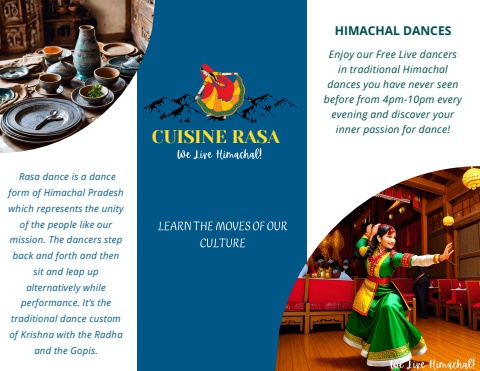 Rasa dance is a dance
form of Himachal Pradesh
which represents the unity
of the people like our
mission. The dancers step
back and forth and then
sit and leap up
alternatively while
performance. It's the
traditional dance custom
of Krishna with the Radha
and the Gopis.
CUISINE RASA
We Live Himachal!
LEARN THE MOVES OF OUR
CULTURE
HIMACHAL DANCES
Enjoy our Free Live dancers
in traditional Himachal
dances you have never seen
before from 4pm-10pm every
evening and discover your
inner passion for dance!
We Live Himachal!